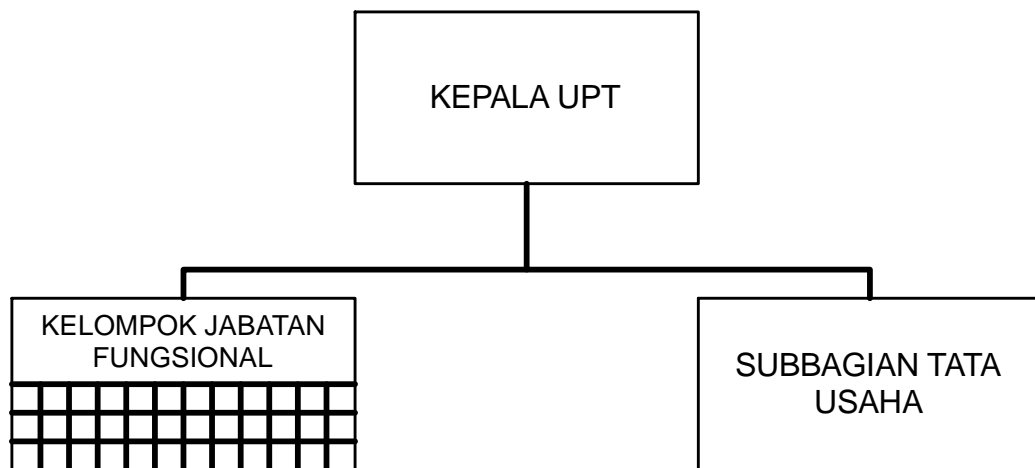 KEPALA UPT
KELOMPOK JABATAN
FUNGSIONAL
SUBBAGIAN TATA
USAHA